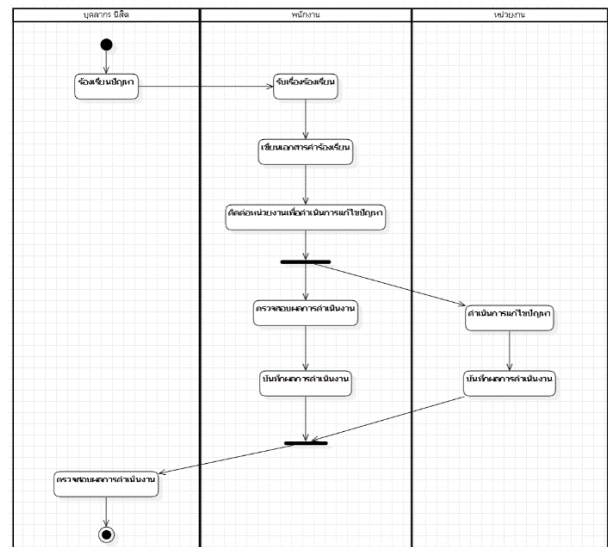 บุคลากร นิสิต
พนักงาน
หน่วยงาน
ร้องเรียนปัญหา
รับเรื่องร้องเรียน
เขียนเอกสารคำร้องเรียน
ติดต่อหน่วยงานเพื่อดำเนินการแก้ไขปัญหา
ตรวจสอบผลการดำเนินงาน
ดำเนินการแก้ไขปัญหา
บันทึกผลการดำเนินงาน
บันทึกผลการดำเนินงาน
ตรวจสอบผลการดำเนินงาน